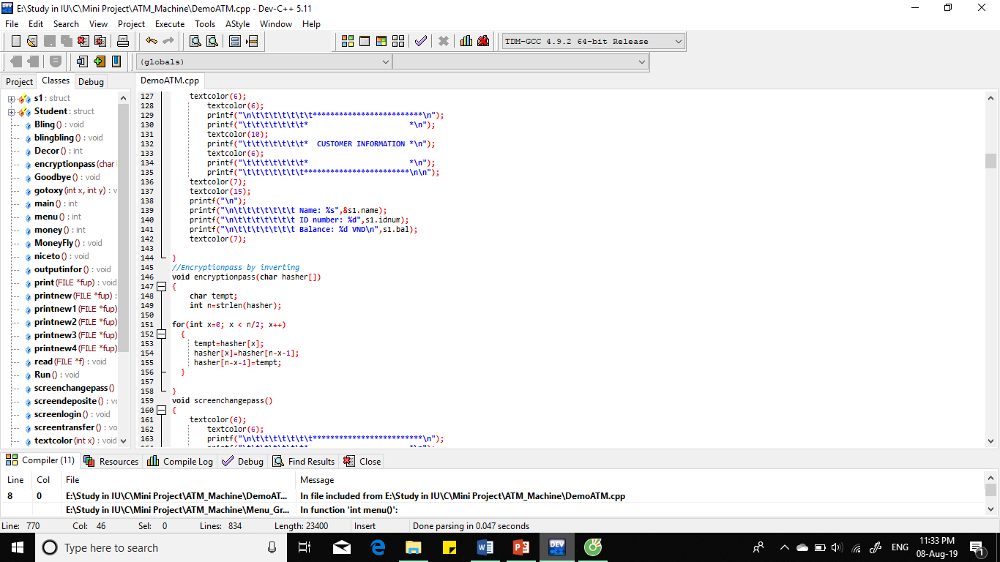 E:\Study in IU\C\Mini Project\ATM_Machine\DemoATM.cpp - Dev-C++ 5.11
File Edit Search View Project Execute Tools AStyle Window Help
TDM-GCC 4.9.2 64-bit Release
(globals)
Project Classes Debug
DemoATM.cpp
s1 : struct
Student : struct
Bling () : void
blingbling () : void
Decor () : int
encryptionpass (char
Goodbye () : void
gotoxy (int x, int y) : v
main () : int
menu () : int
money () : int
MoneyFly () : void
niceto () : void
outputinfor () : void
print (FILE *fup) : void
printnew (FILE *fup) :
printnew1 (FILE *fup)
printnew2 (FILE *fup)
printnew3 (FILE *fup)
printnew4 (FILE *fup)
read (FILE *f) : void
Run () : void
screenchangepass ()
screendeposite () : vo
screenlogin () : void
screentransfer () : vo
textcolor (int x) : void
127 textcolor(6);
128 textcolor(6);
129 printf("\n\t\t\t\t\t\t\t*************************\n");
130 printf("\t\t\t\t\t\t\t*                       *\n");
131 textcolor(10);
132 printf("\t\t\t\t\t\t\t*  CUSTOMER INFORMATION *\n");
133 textcolor(6);
134 printf("\t\t\t\t\t\t\t*                       *\n");
135 printf("\t\t\t\t\t\t\t************************\n\n");
136 textcolor(7);
137 textcolor(15);
138 printf("\n");
139 printf("\n\t\t\t\t\t\t\t Name: %s",&s1.name);
140 printf("\n\t\t\t\t\t\t\t ID number: %d",s1.idnum);
141 printf("\n\t\t\t\t\t\t\t Balance: %d VND\n",s1.bal);
142 textcolor(7);
143
144 }
145 //Encryptionpass by inverting
146 void encryptionpass(char hasher[])
147 {
148 char tempt;
149 int n=strlen(hasher);
150
151 for(int x=0; x < n/2; x++)
152 {
153 tempt=hasher[x];
154 hasher[x]=hasher[n-x-1];
155 hasher[n-x-1]=tempt;
156 }
157
158 }
159 void screenchangepass()
160 {
161 textcolor(6);
162 textcolor(6);
163 printf("\n\t\t\t\t\t\t\t*************************\n");
Compiler (11) Resources Compile Log Debug Find Results Close
Line Col File Message
8 0 E:\Study in IU\C\Mini Project\ATM_Machine\DemoAT... In file included from E:\Study in IU\C\Mini Project\ATM_Machine\DemoATM.cpp
E:\Study in IU\C\Mini Project\ATM_Machine\Menu_Gr... In function 'int menu()':
Line: 770 Col: 46 Sel: 0 Lines: 834 Length: 23400 Insert Done parsing in 0.047 seconds
Type here to search
DEV
ENG
11:33 PM
08-Aug-19
1